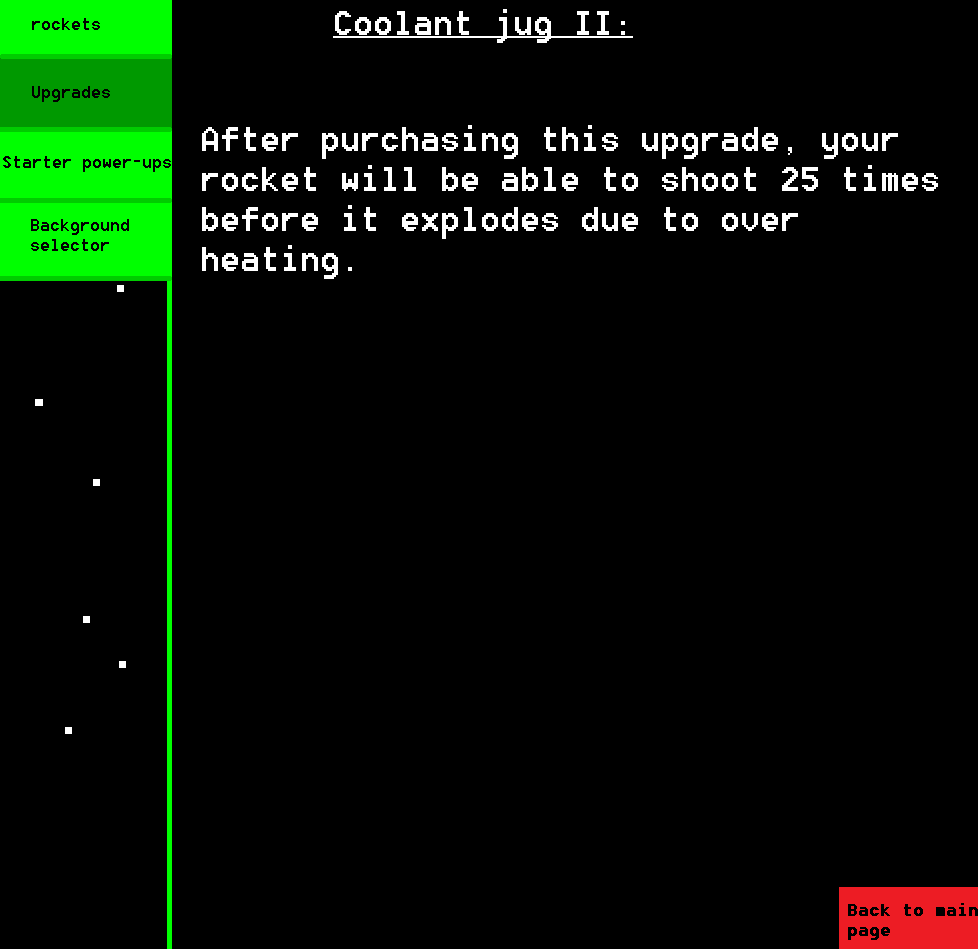 rockets
Upgrades
Starter power-ups
Background
selector
Coolant jug II:
After purchasing this upgrade, your
rocket will be able to shoot 25 times
before it explodes due to over
heating.
Back to main
page